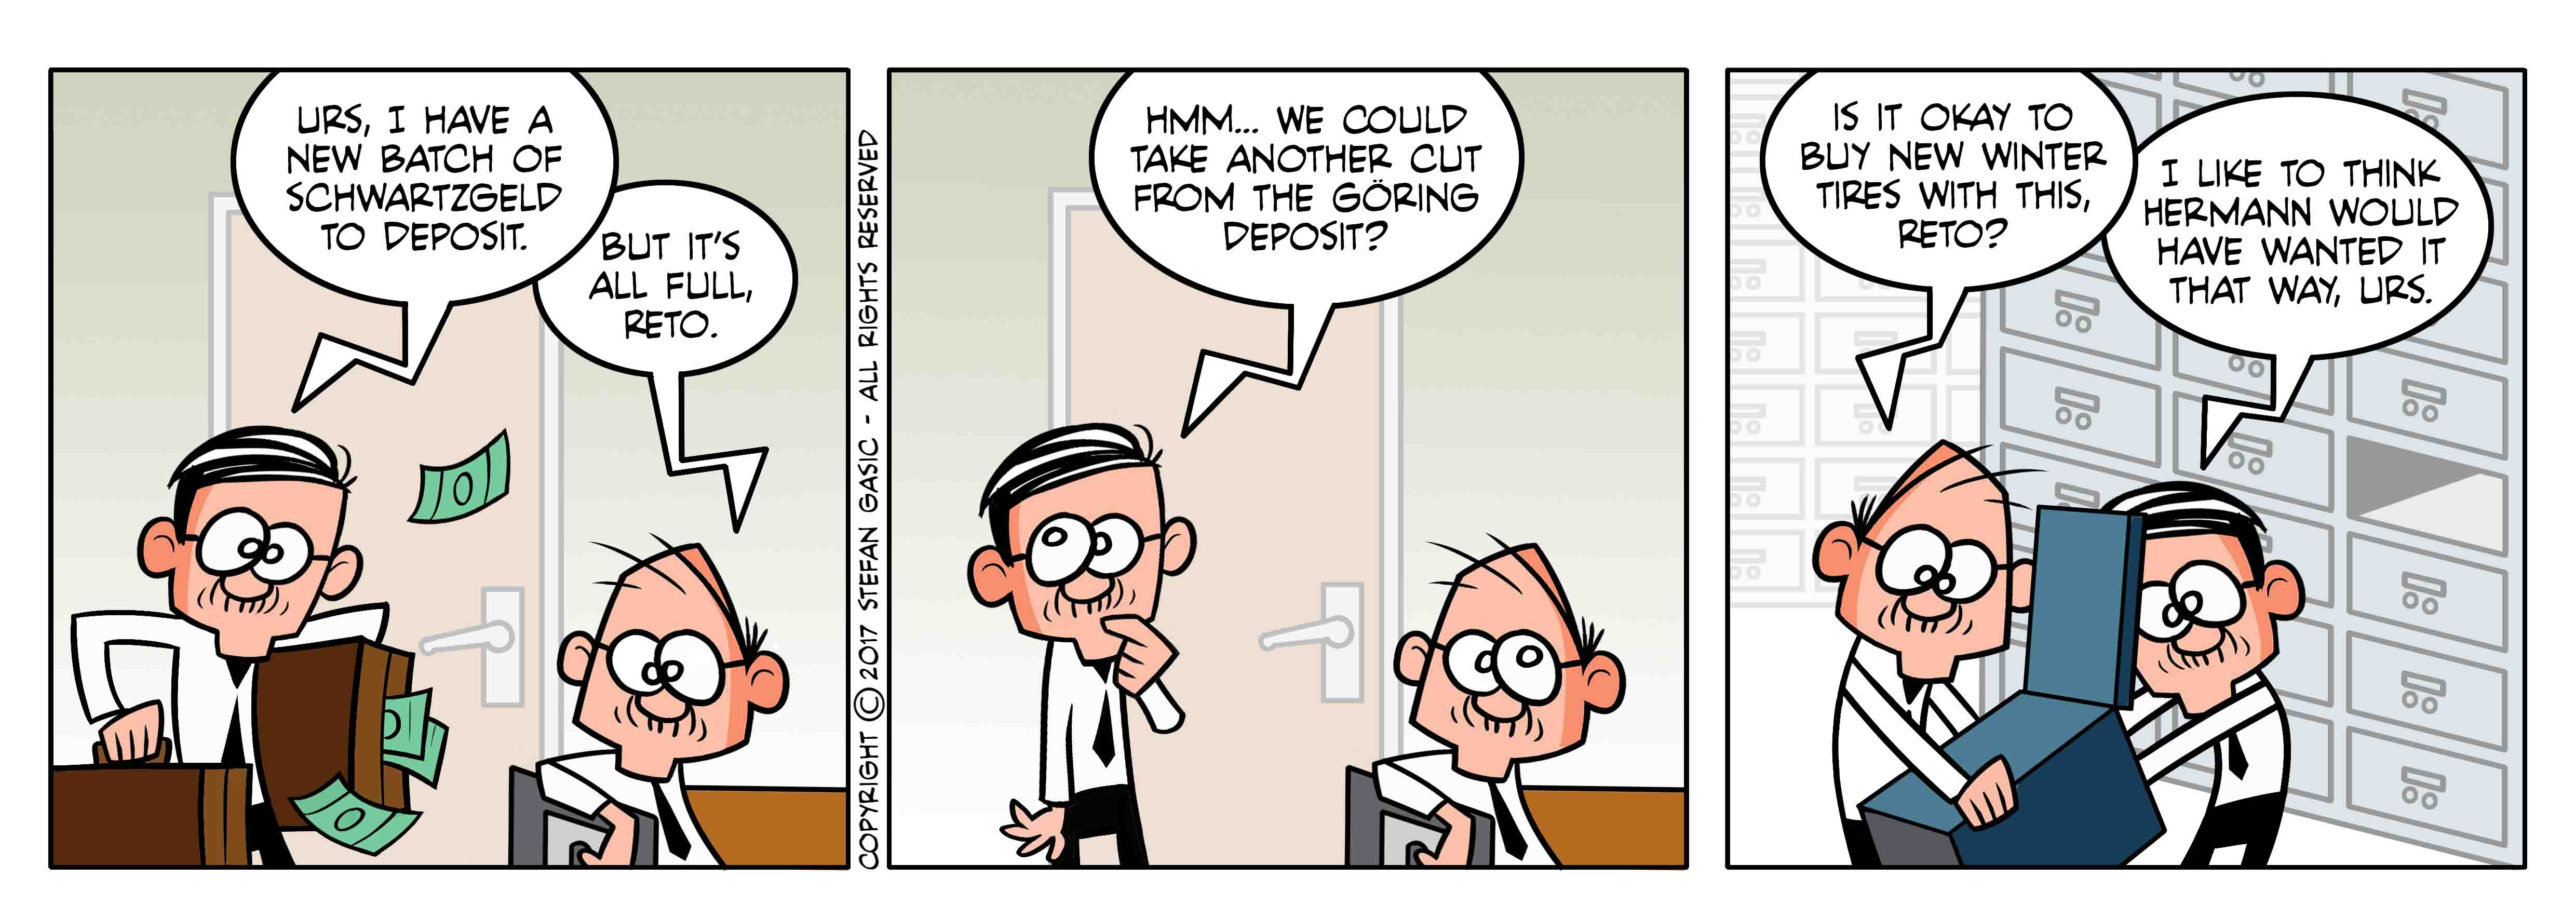 URS, I HAVE A
NEW BATCH OF
SCHWARTZGELD
TO DEPOSIT.
BUT IT'S
ALL FULL,
RETO.
COPYRIGHT © 2017 STEFAN GASIC - ALL RIGHTS RESERVED
HMM... WE COULD
TAKE ANOTHER CUT
FROM THE GÖRING
DEPOSIT?
IS IT OKAY TO
BUY NEW WINTER
TIRES WITH THIS,
RETO?
I LIKE TO THINK
HERMANN WOULD
HAVE WANTED IT
THAT WAY, URS.